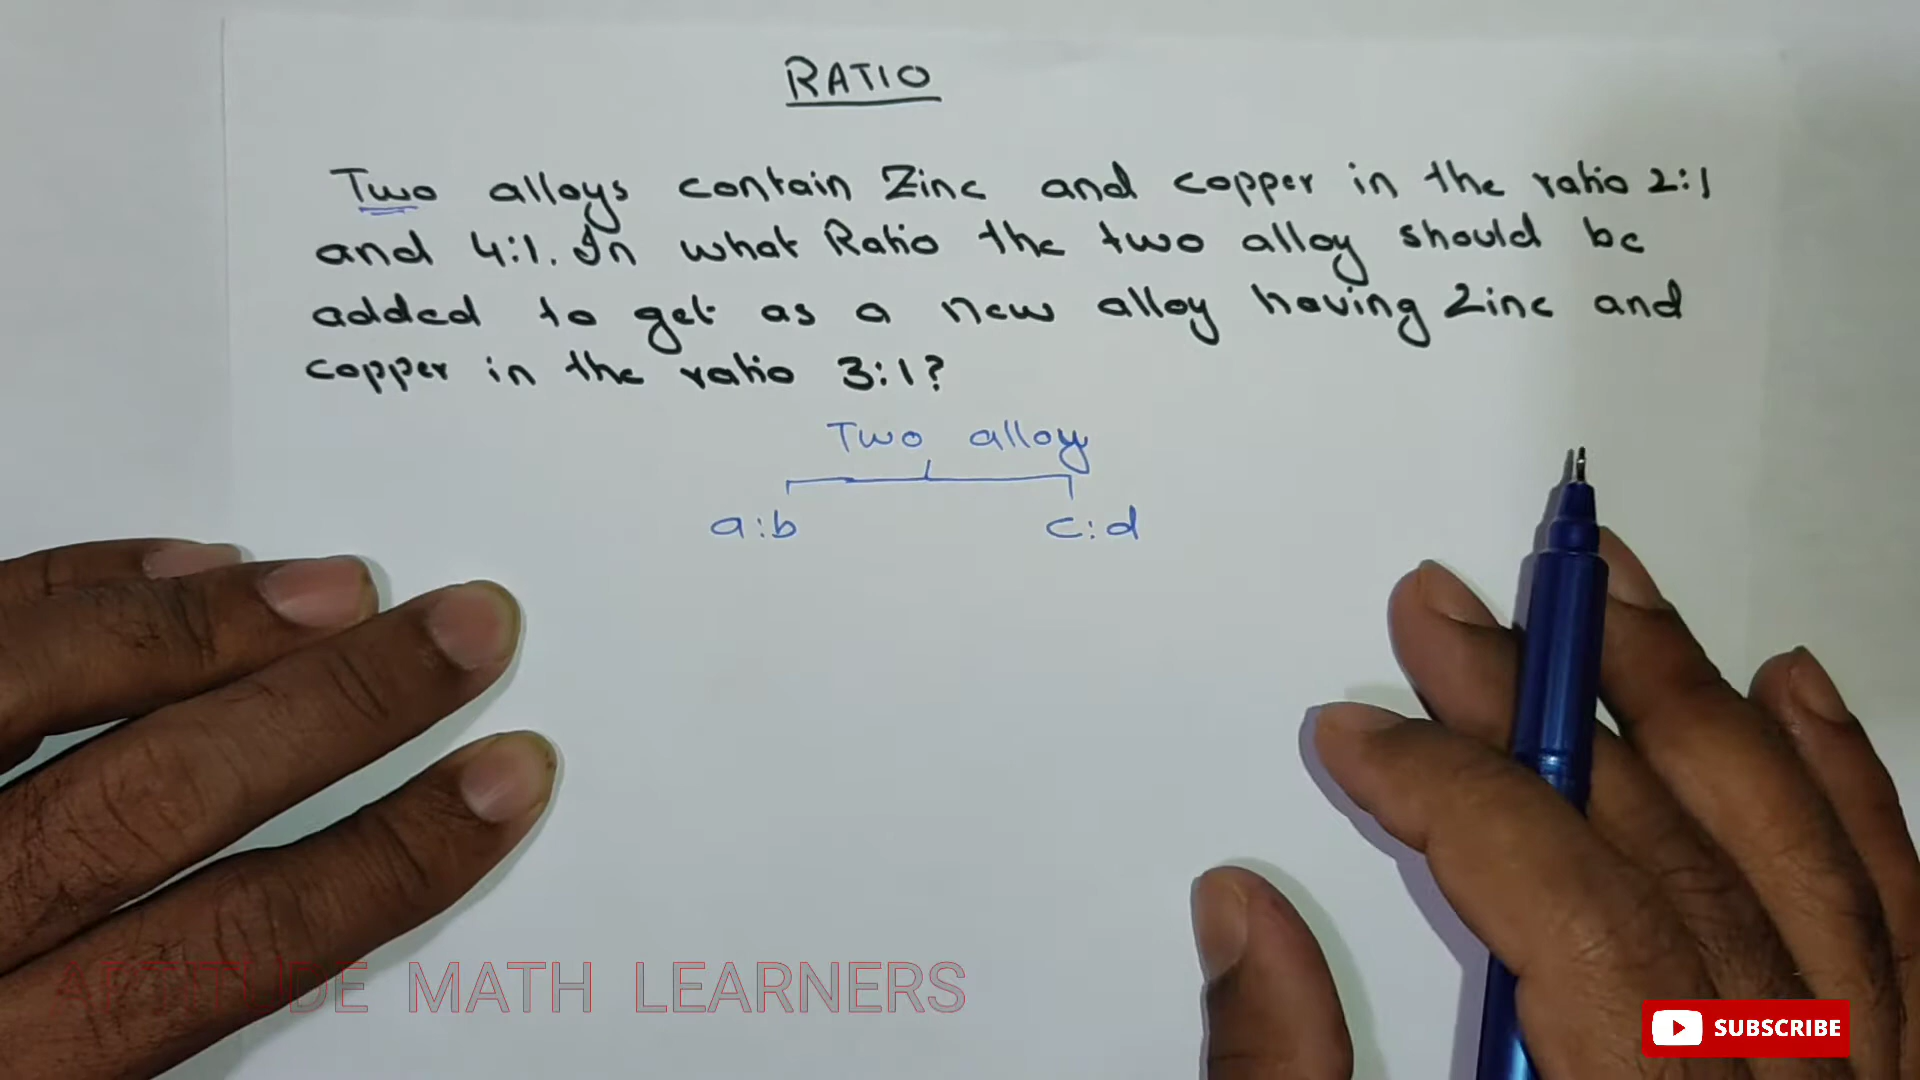 RATIO
Two alloys contain Zinc and copper in the ratio 2:1
and 4:1. In what Ratio the two alloy should be
added to get as a new alloy having Zinc and
copper in the ratio 3:1?
Two alloy
a:b c:d
APTITUDE MATH LEARNERS
SUBSCRIBE